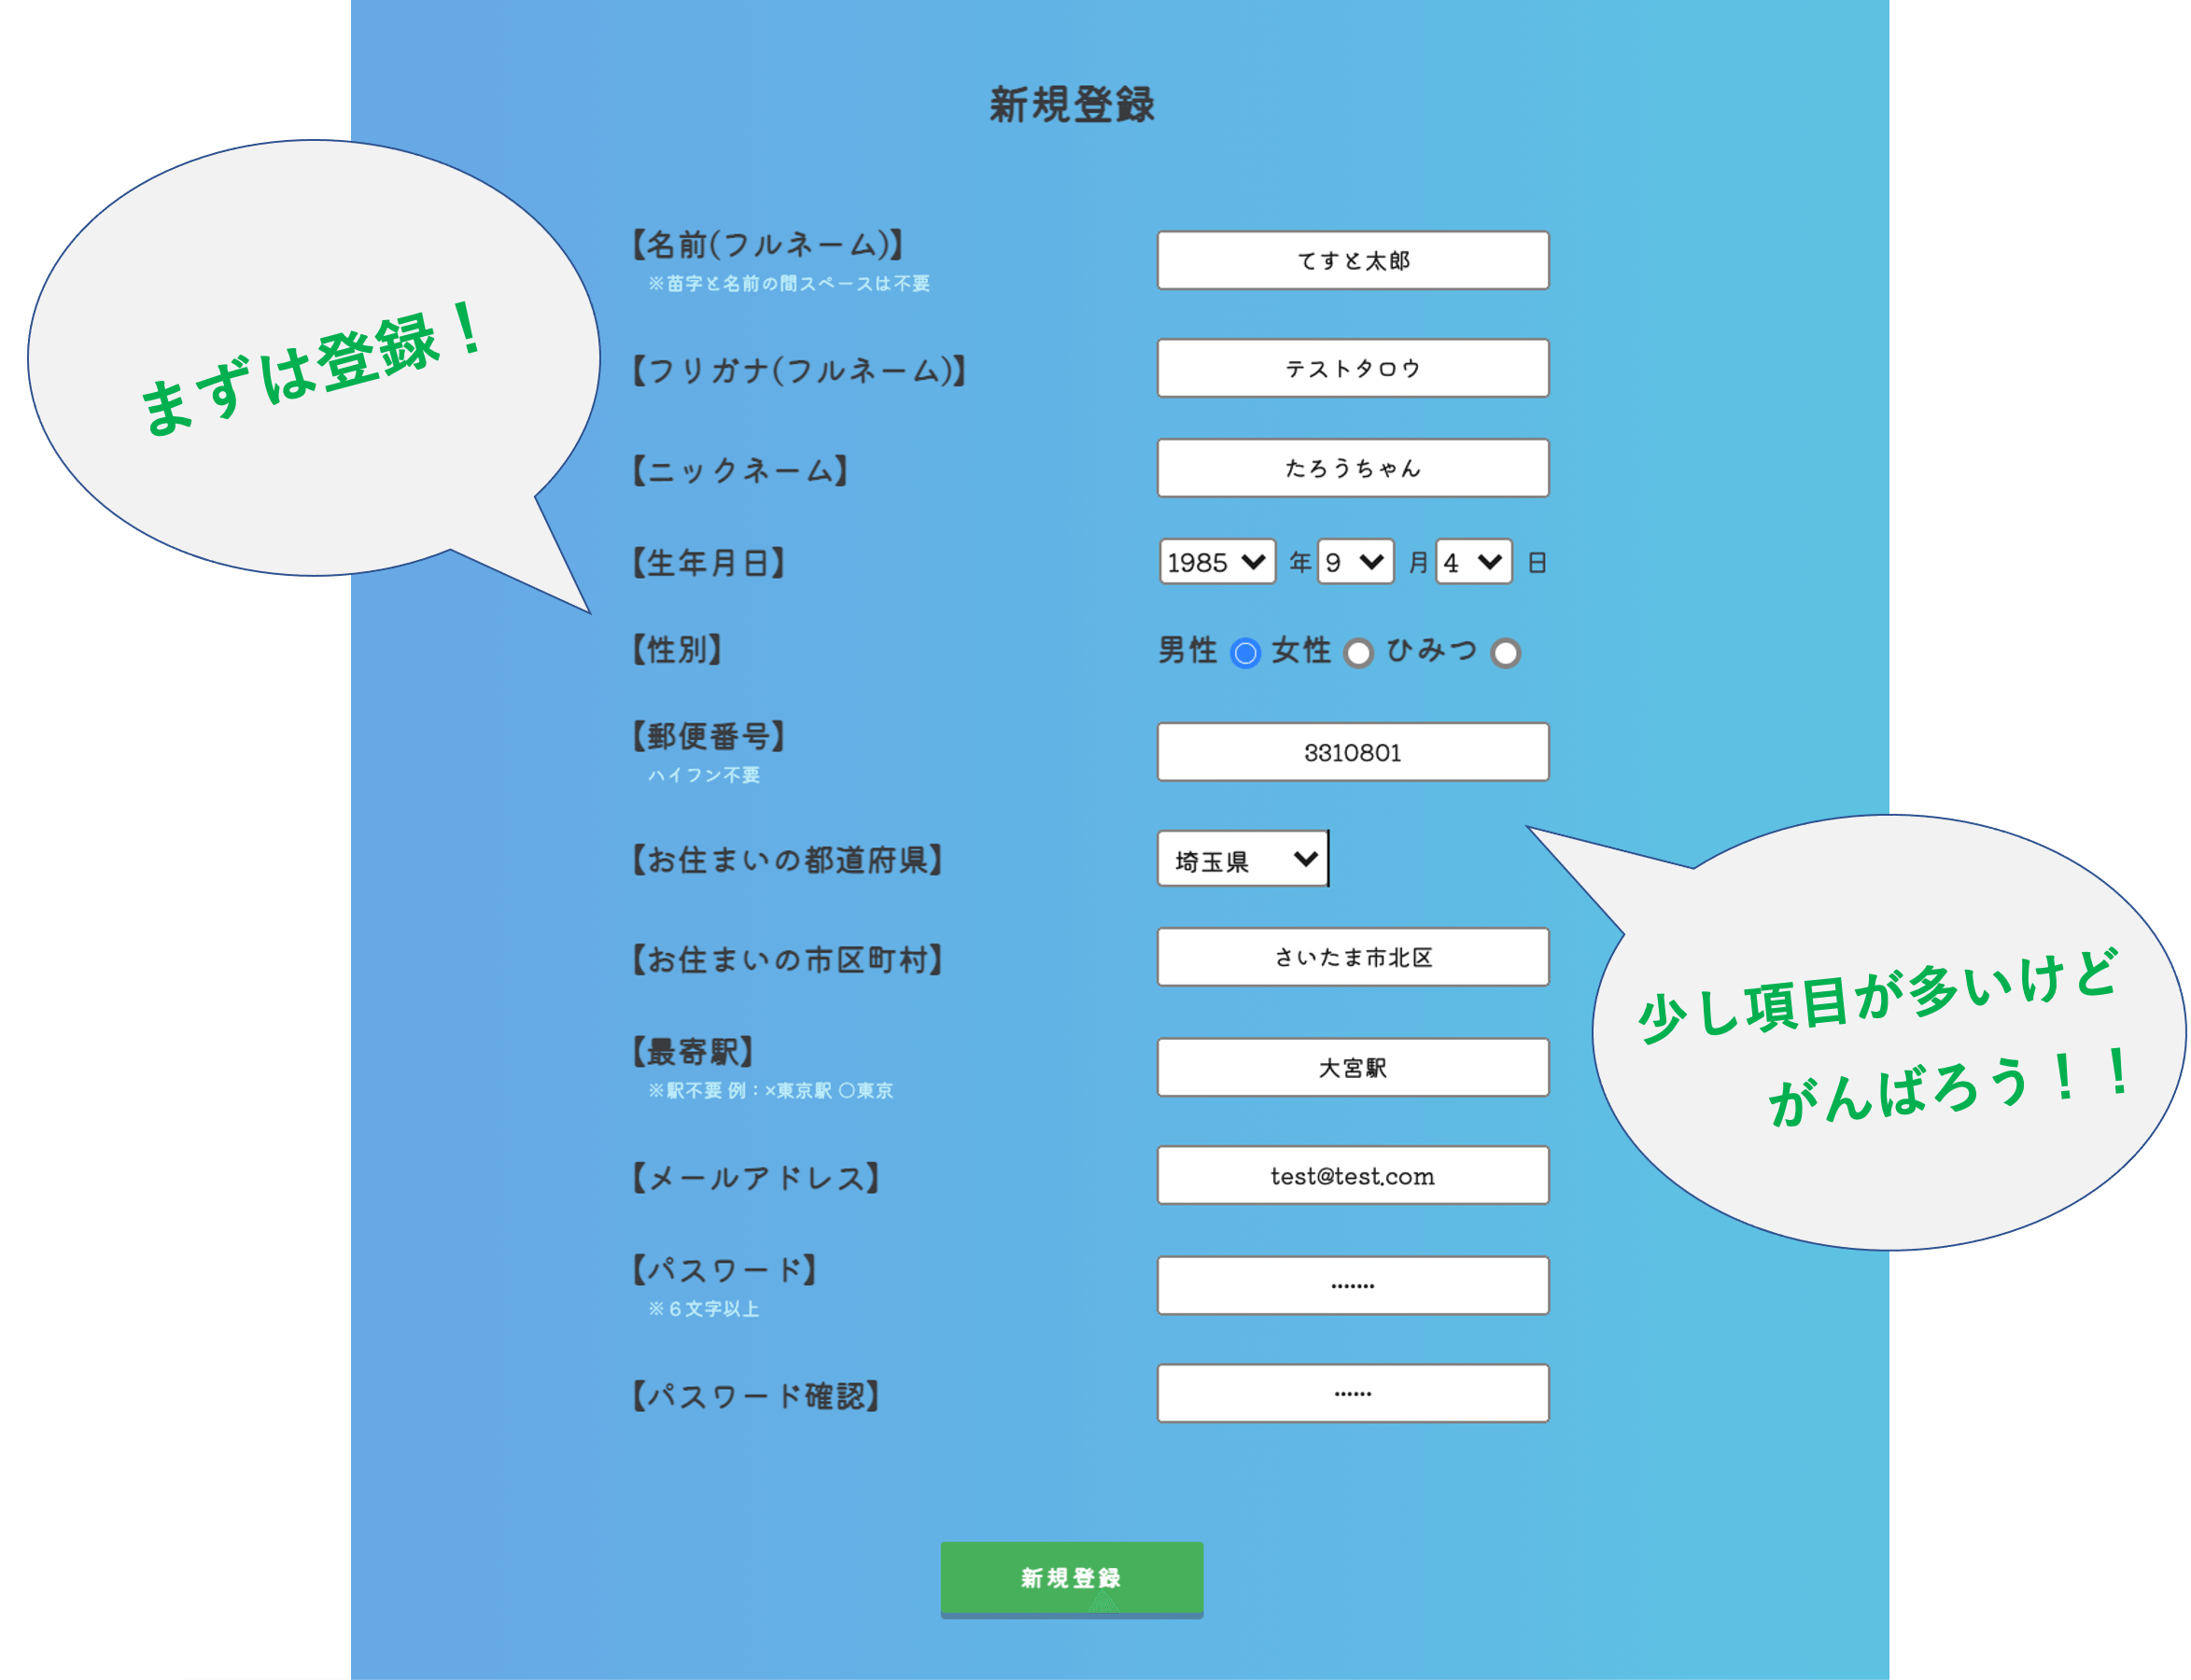 新規登録
まずは登録！
【名前(フルネーム)】
※苗字と名前の間スペースは不要
てすと太郎
【フリガナ(フルネーム)】
テストタロウ
【ニックネーム】
たろうちゃん
【生年月日】
1985 年 9 月 4 日
【性別】
男性 女性 ひみつ
【郵便番号】
ハイフン不要
3310801
【お住まいの都道府県】
埼玉県
【お住まいの市区町村】
さいたま市北区
少し項目が多いけど
がんばろう！！
【最寄駅】
※駅不要 例：×東京駅 〇東京
大宮駅
【メールアドレス】
test@test.com
【パスワード】
※６文字以上
•••••••
【パスワード確認】
••••••
新規登録